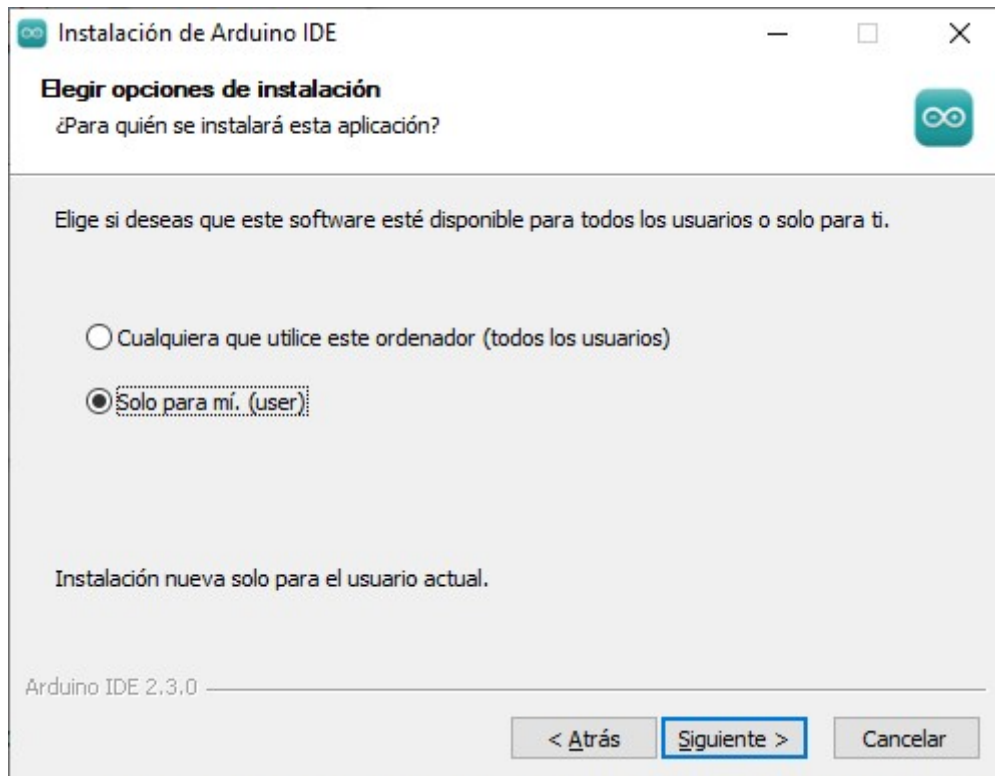 Instalación de Arduino IDE
Elegir opciones de instalación
¿Para quién se instalará esta aplicación?
Elige si deseas que este software esté disponible para todos los usuarios o solo para ti.
Cualquiera que utilice este ordenador (todos los usuarios)
Solo para mí. (user)
Instalación nueva solo para el usuario actual.
Arduino IDE 2.3.0
< Atrás Siguiente > Cancelar